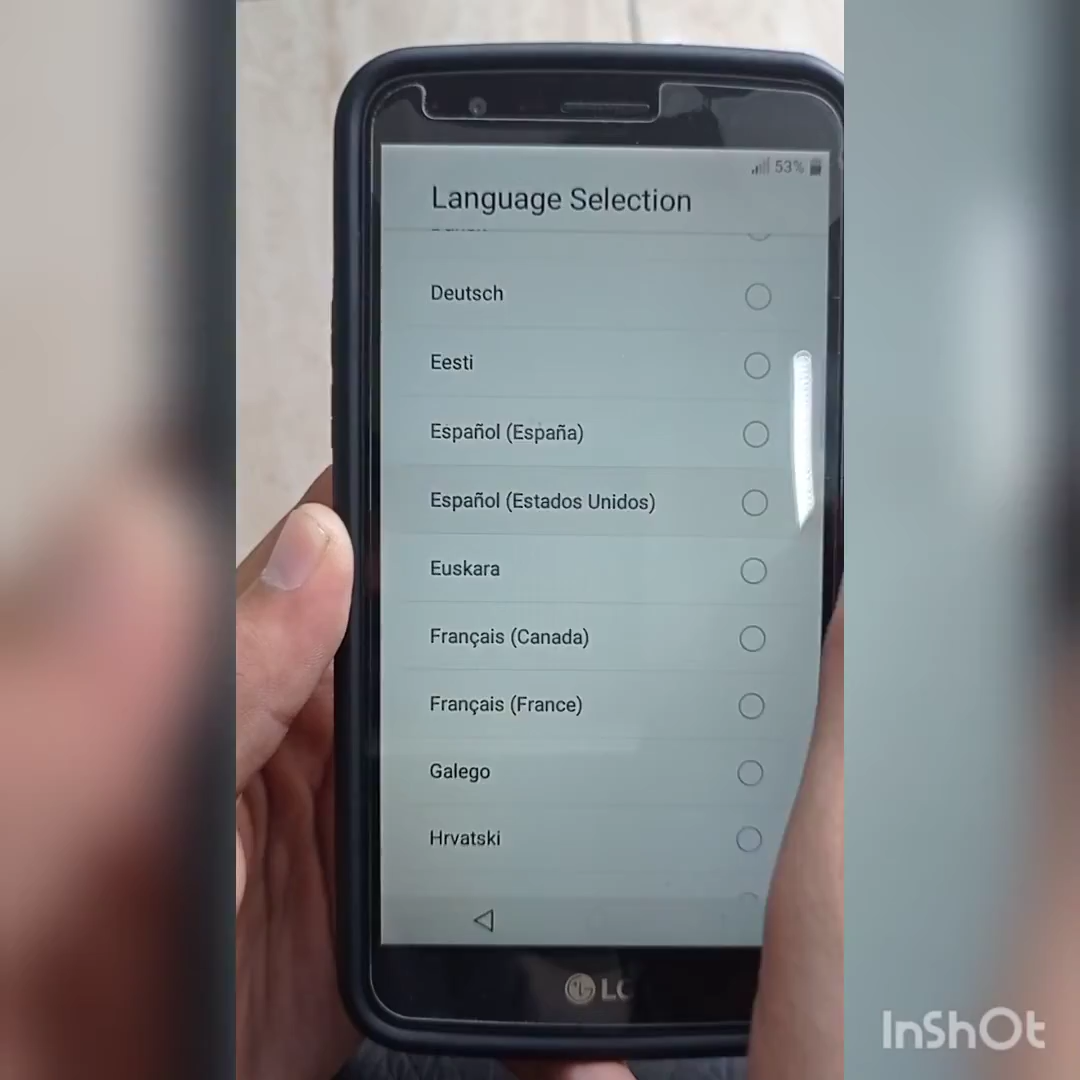 53%
Language Selection
Deutsch
Eesti
Español (España)
Español (Estados Unidos)
Euskara
Français (Canada)
Français (France)
Galego
Hrvatski
LG
InShOt